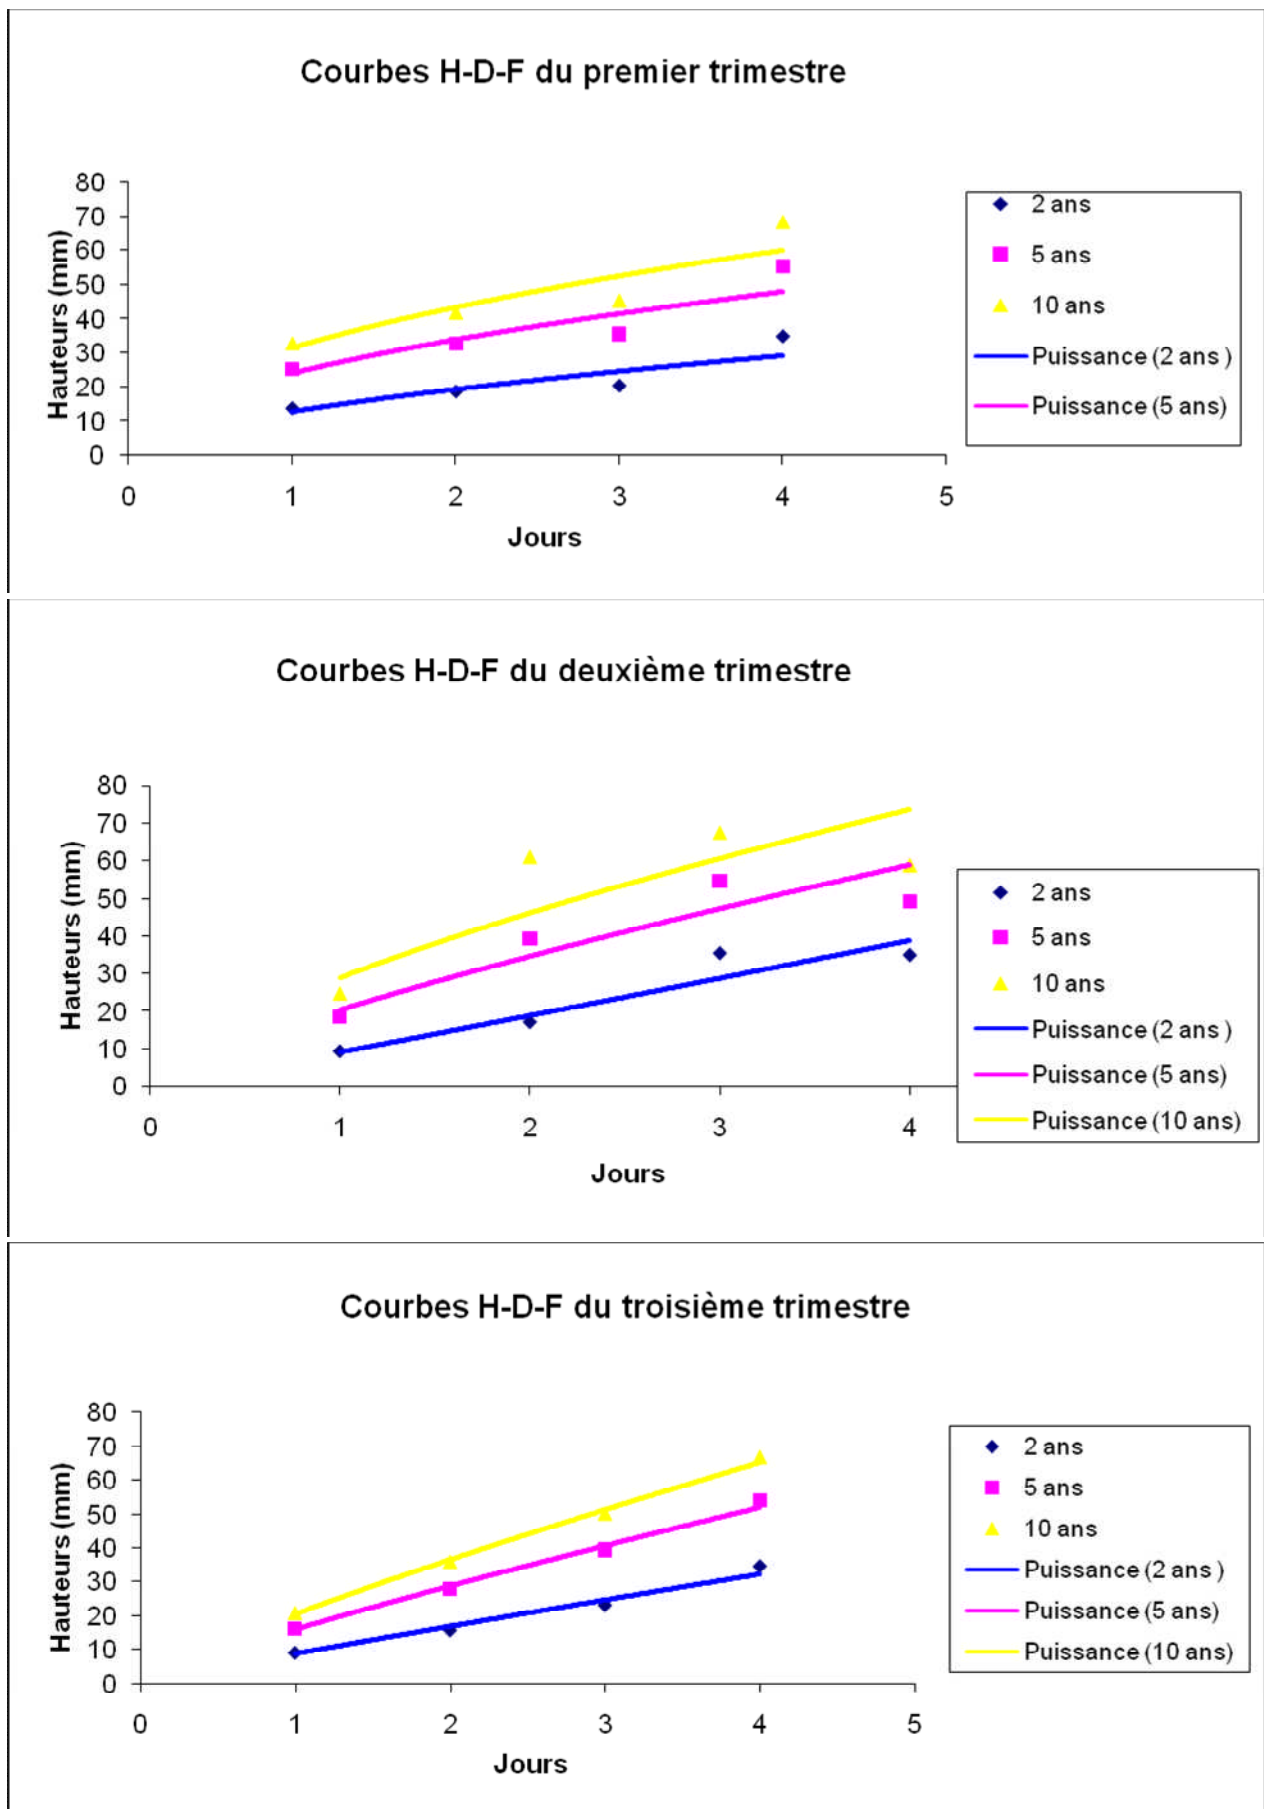 Courbes H-D-F du premier trimestre
80
70
60
50
40
30
20
10
0
Hauteurs (mm)
0 1 2 3 4 5
Jours
2 ans
5 ans
10 ans
Puissance (2 ans )
Puissance (5 ans)
Courbes H-D-F du deuxième trimestre
80
70
60
50
40
30
20
10
0
Hauteurs (mm)
0 1 2 3 4
Jours
2 ans
5 ans
10 ans
Puissance (2 ans )
Puissance (5 ans)
Puissance (10 ans)
Courbes H-D-F du troisième trimestre
80
70
60
50
40
30
20
10
0
Hauteurs (mm)
0 1 2 3 4 5
Jours
2 ans
5 ans
10 ans
Puissance (2 ans )
Puissance (5 ans)
Puissance (10 ans)